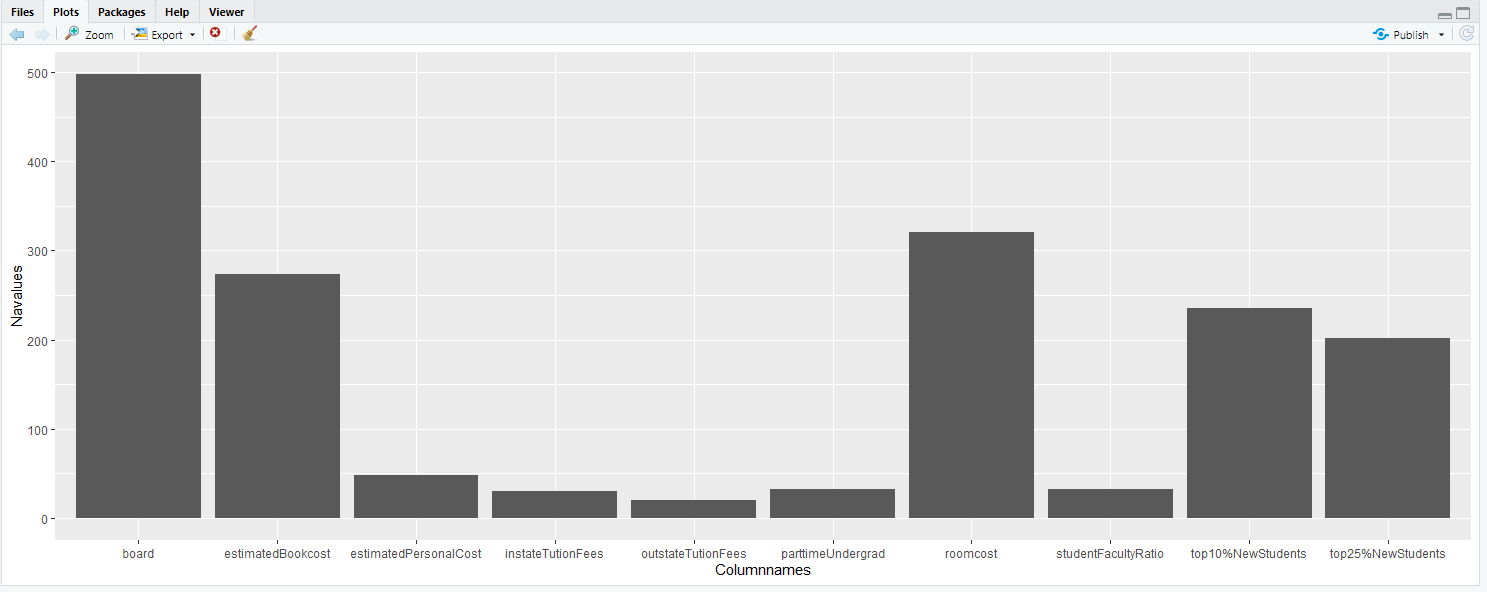 Files Plots Packages Help Viewer
Zoom Export Publish
500
400
300
200
100
0
Navalues
board estimatedBookcost estimatedPersonalCost instateTutionFees outstateTutionFees parttimeUndergrad roomcost studentFacultyRatio top10%NewStudents top25%NewStudents
Columnnames